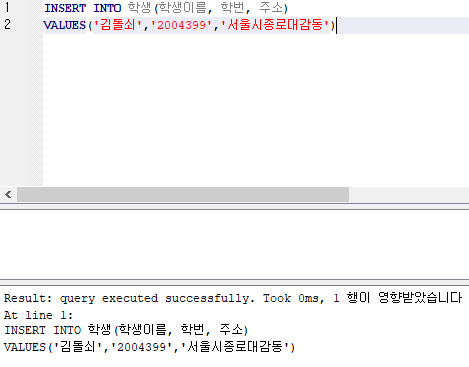 1 INSERT INTO 학생(학생이름, 학번, 주소)
2 VALUES('김돌쇠','2004399','서울시종로대감동')
Result: query executed successfully. Took 0ms, 1 행이 영향받았습니다
At line 1:
INSERT INTO 학생(학생이름, 학번, 주소)
VALUES('김돌쇠','2004399','서울시종로대감동')